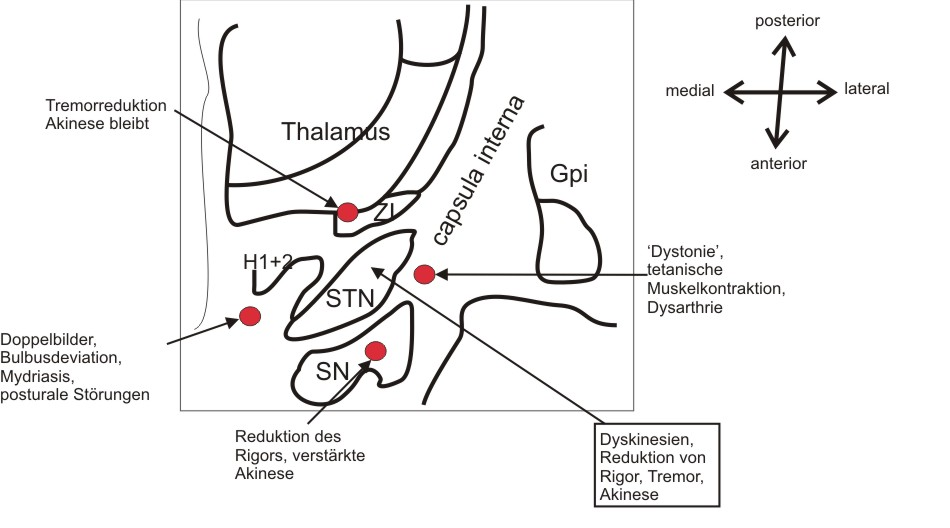 posterior
medial
lateral
anterior
Tremorreduktion
Akinese bleibt
Thalamus
capsula interna
Gpi
ZI
H1+2
STN
SN
‘Dystonie’,
tetanische
Muskelkontraktion,
Dysarthrie
Doppelbilder,
Bulbusdeviation,
Mydriasis,
posturale Störungen
Reduktion des
Rigors, verstärkte
Akinese
Dyskinesien,
Reduktion von
Rigor, Tremor,
Akinese